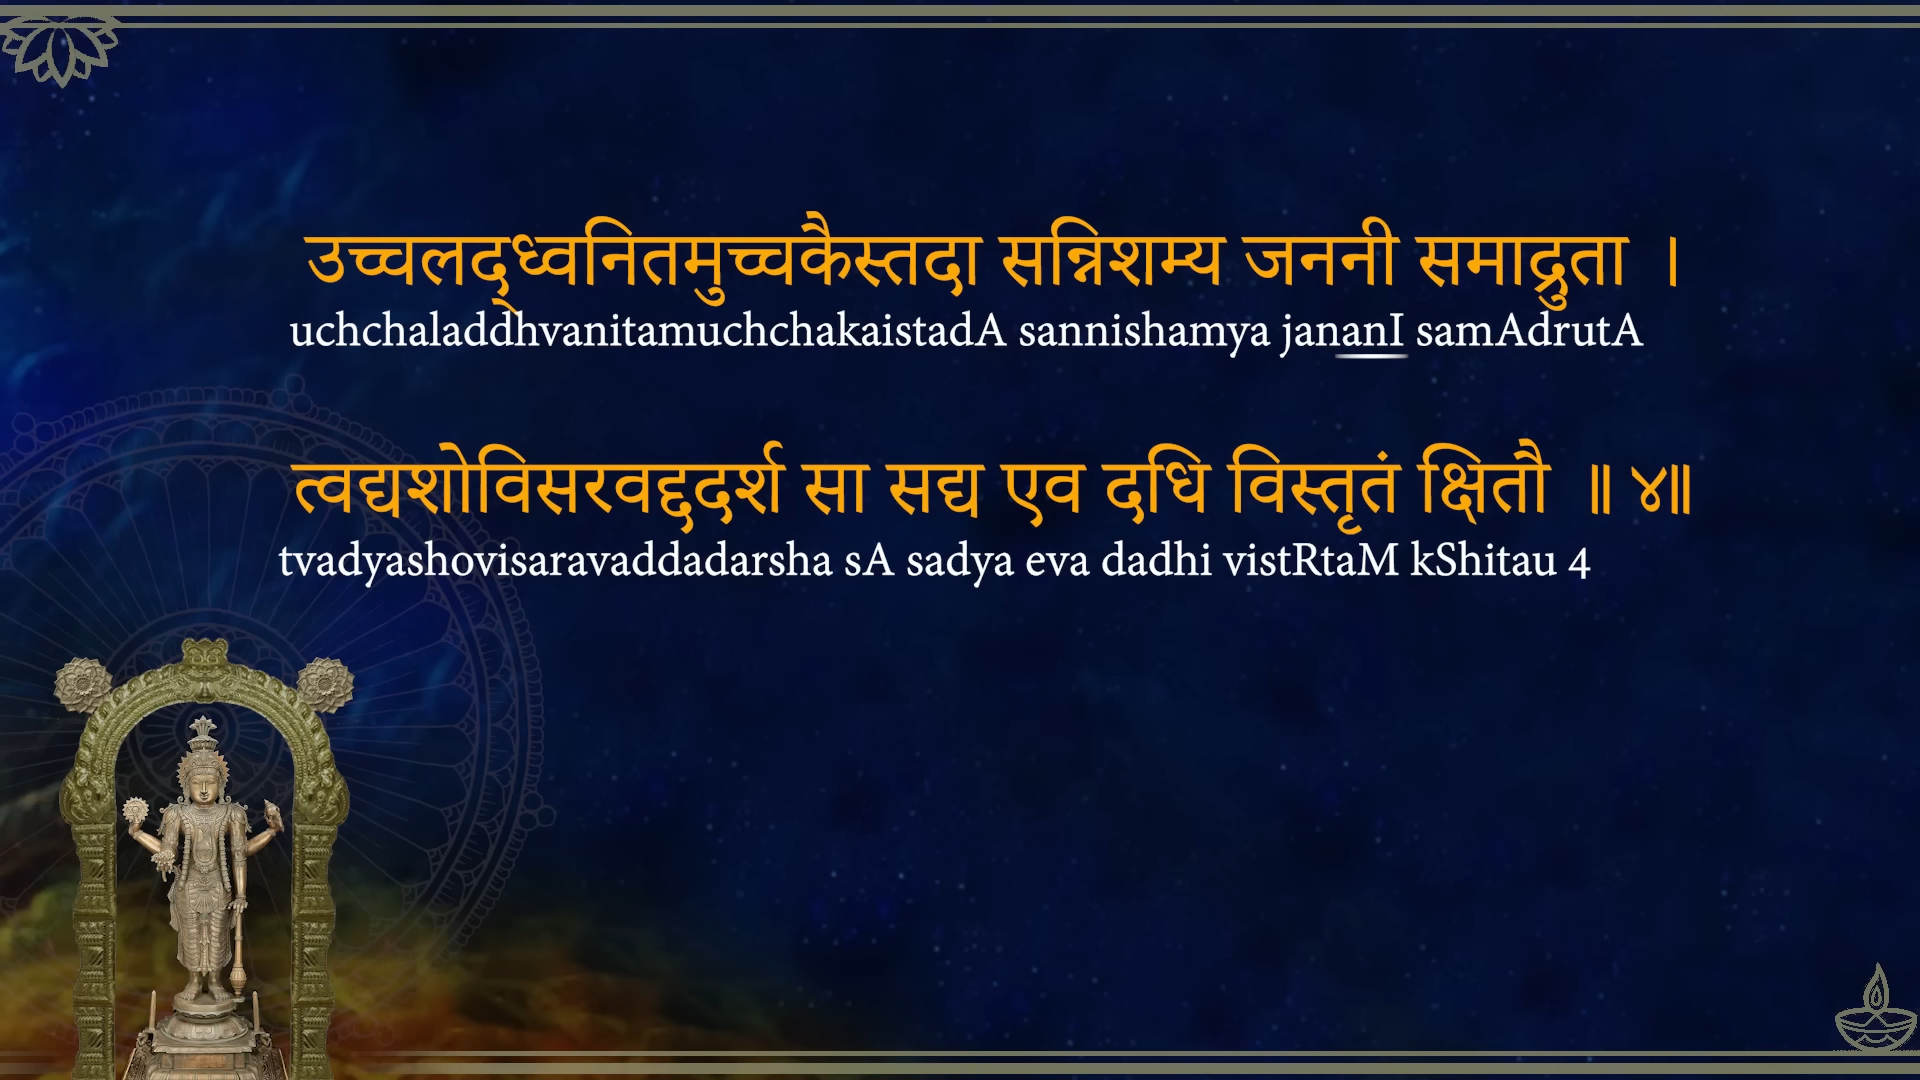 उच्चलद्ध्वनितमुच्चकैस्तदा सन्निशम्य जननी समाद्रुता ।
uchchaladdhvanitamuchchakaistadA sannishamya jananI samAdrutA
त्वद्यशोविसरवद्ददर्श सा सद्य एव दधि विस्तृतं क्षितौ ॥ ४॥
tvadyashovisaravaddadarsha sA sadya eva dadhi vistRtaM kShitau 4